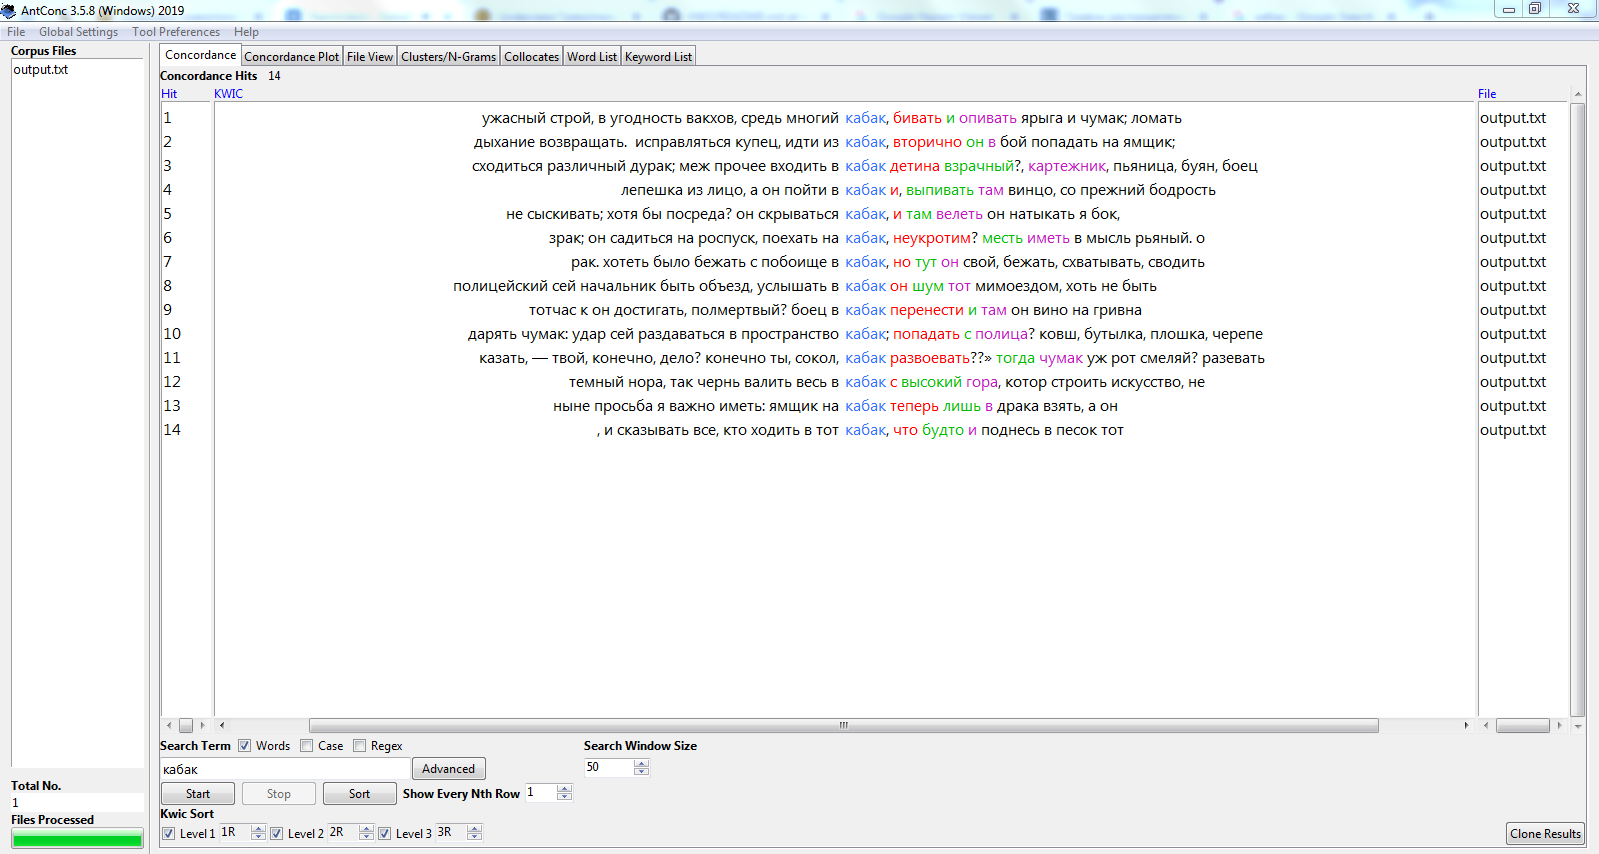 AntConc 3.5.8 (Windows) 2019
File Global Settings Tool Preferences Help
Corpus Files
output.txt
Concordance Concordance Plot File View Clusters/N-Grams Collocates Word List Keyword List
Concordance Hits 14
Hit KWIC File
1 ужасный строй, в угодность вакхов, средь многий кабак, бивать и опивать ярыга и чумак; ломать output.txt
2 дыхание возвращать. исправляться купец, идти из кабак, вторично он в бой попадать на ямщик; output.txt
3 сходиться различный дурак; меж прочее входить в кабак детина взрачный?, картежник, пьяница, буян, боец output.txt
4 лепешка из лицо, а он пойти в кабак и, выпивать там винцо, со прежний бодрость output.txt
5 не сыскивать; хотя бы посреда? он скрываться кабак, и там велеть он натыкать я бок, output.txt
6 зрак; он садиться на роспуск, поехать на кабак, неукротим? месть иметь в мысль рьяный. о output.txt
7 рак. хотеть было бежать с побоище в кабак, но тут он свой, бежать, схватывать, сводить output.txt
8 полицейский сей начальник быть объезд, услышать в кабак он шум тот мимоездом, хоть не быть output.txt
9 тотчас к он достигать, полмертвый? боец в кабак перенести и там он вино на гривна output.txt
10 дарять чумак: удар сей раздаваться в пространство кабак; попадать с полица? ковш, бутылка, плошка, черепе output.txt
11 казать, — твой, конечно, дело? конечно ты, сокол, кабак развоевать??» тогда чумак уж рот смеляй? разевать output.txt
12 темный нора, так чернь валить весь в кабак с высокий гора, котор строить искусство, не output.txt
13 ныне просьба я важно иметь: ямщик на кабак теперь лишь в драка взять, а он output.txt
14 , и сказывать все, кто ходить в тот кабак, что будто и поднесь в песок тот output.txt
Search Term Words Case Regex Search Window Size
кабак Advanced 50
Start Stop Sort Show Every Nth Row 1
Kwic Sort
Level 1 1R Level 2 2R Level 3 3R
Total No.
1
Files Processed
Clone Results